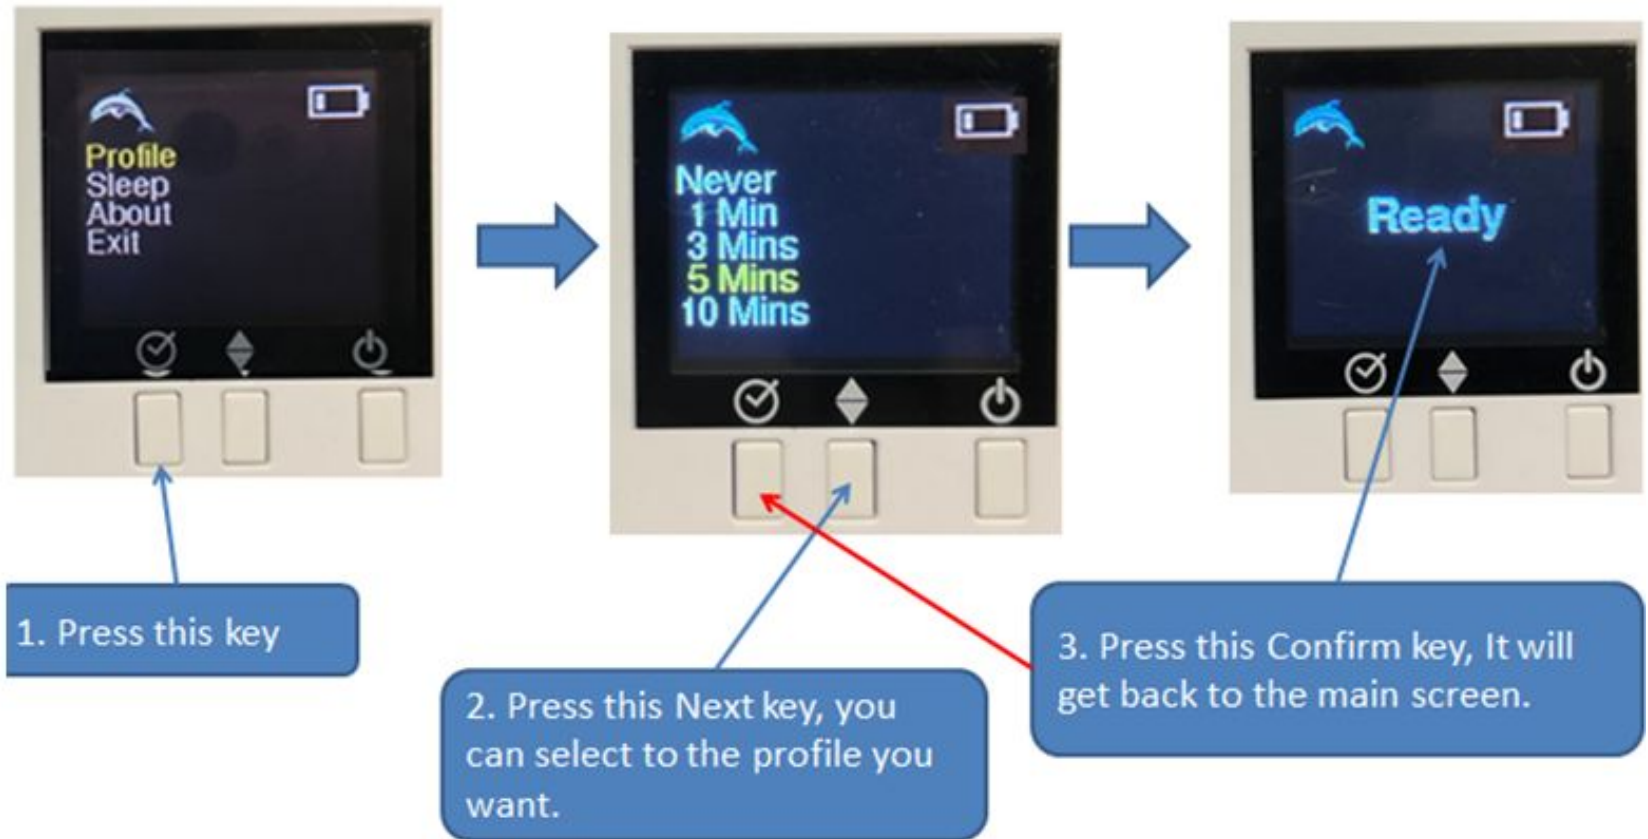 Profile
Sleep
About
Exit
Never
1 Min
3 Mins
5 Mins
10 Mins
Ready
1. Press this key
2. Press this Next key, you
can select to the profile you
want.
3. Press this Confirm key, It will
get back to the main screen.